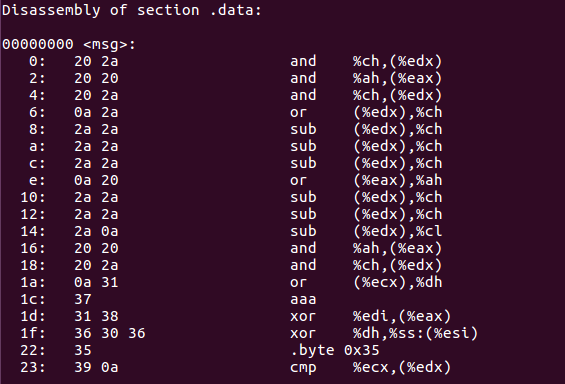 Disassembly of section .data:
00000000 <msg>:
0: 20 2a and %ch,(%edx)
2: 20 20 and %ah,(%eax)
4: 20 2a and %ch,(%edx)
6: 0a 2a or (%edx),%ch
8: 2a 2a sub (%edx),%ch
a: 2a 2a sub (%edx),%ch
c: 2a 2a sub (%edx),%ch
e: 0a 20 or (%eax),%ah
10: 2a 2a sub (%edx),%ch
12: 2a 2a sub (%edx),%ch
14: 2a 0a sub (%edx),%cl
16: 20 20 and %ah,(%eax)
18: 20 2a and %ch,(%edx)
1a: 0a 31 or (%ecx),%dh
1c: 37 aaa
1d: 31 38 xor %edi,(%eax)
1f: 36 30 36 xor %dh,%ss:(%esi)
22: 35 .byte 0x35
23: 39 0a cmp %ecx,(%edx)